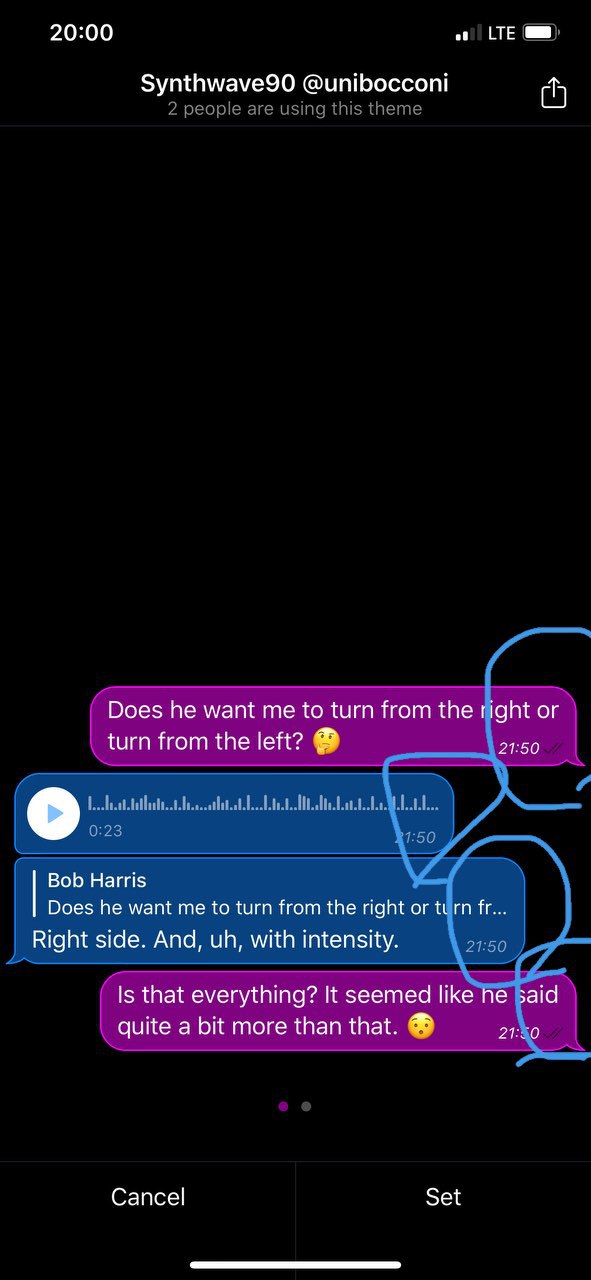 20:00
LTE
Synthwave90 @unibocconi
2 people are using this theme
Does he want me to turn from the right or
turn from the left? 🤔
21:50
0:23
21:50
Bob Harris
Does he want me to turn from the right or turn fr...
Right side. And, uh, with intensity.
21:50
Is that everything? It seemed like he said
quite a bit more than that. 😯
21:50
Cancel
Set